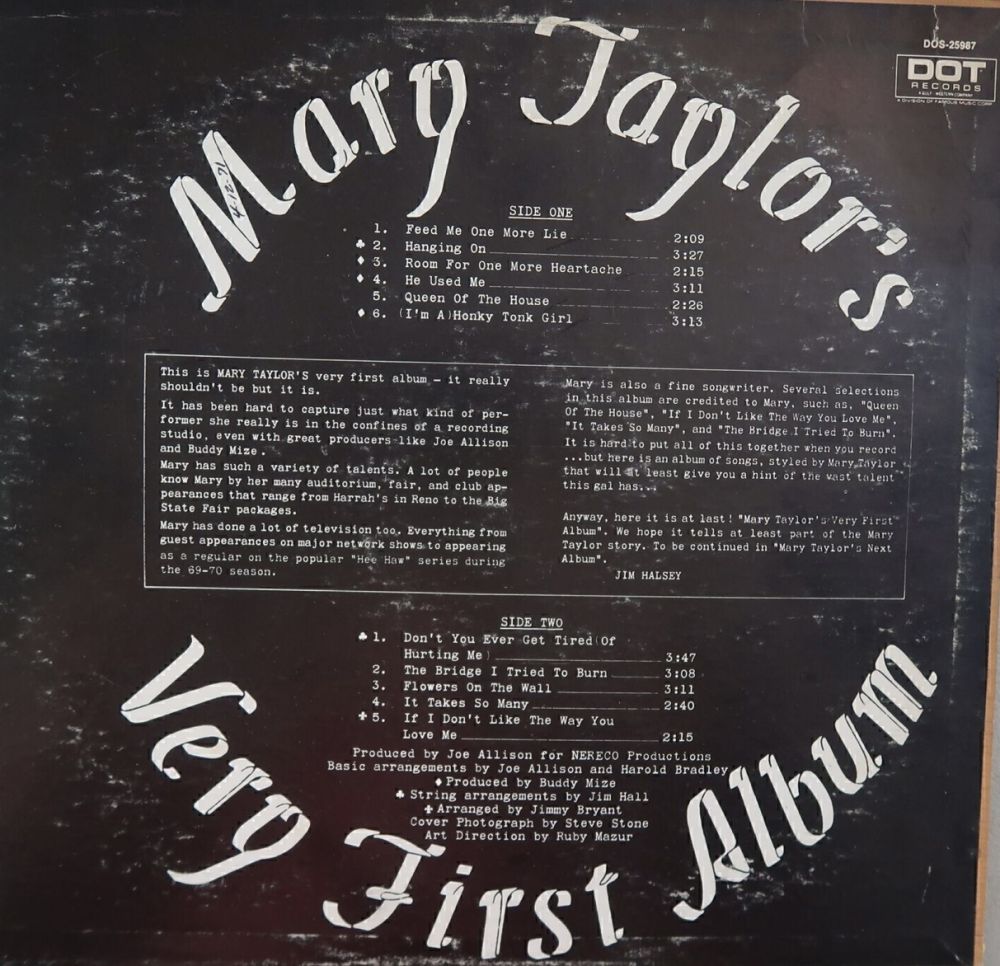 DOS-25987
DOT
RECORDS
A GULF + WESTERN COMPANY
A DIVISION OF FAMOUS MUSIC CORP.
Mary Taylor's
4-12-71
SIDE ONE
1. Feed Me One More Lie 2:09
♣ 2. Hanging On 3:27
♦ 3. Room For One More Heartache 2:15
♦ 4. He Used Me 3:11
5. Queen Of The House 2:26
♦ 6. (I'm A)Honky Tonk Girl 3:13
This is MARY TAYLOR'S very first album — it really
shouldn't be but it is.
It has been hard to capture just what kind of per-
former she really is in the confines of a recording
studio, even with great producers like Joe Allison
and Buddy Mize.
Mary has such a variety of talents. A lot of people
know Mary by her many auditorium, fair, and club ap-
pearances that range from Harrah's in Reno to the Big
State Fair packages.
Mary has done a lot of television too. Everything from
guest appearances on major network shows to appearing
as a regular on the popular "Hee Haw" series during
the 69-70 season.
Mary is also a fine songwriter. Several selections
in this album are credited to Mary, such as, "Queen
Of The House", "If I Don't Like The Way You Love Me",
"It Takes So Many", and "The Bridge I Tried To Burn".
It is hard to put all of this together when you record
...but here is an album of songs, styled by Mary Taylor
that will at least give you a hint of the vast talent
this gal has...
Anyway, here it is at last! "Mary Taylor's Very First
Album". We hope it tells at least part of the Mary
Taylor story. To be continued in "Mary Taylor's Next
Album".
JIM HALSEY
SIDE TWO
♣ 1. Don't You Ever Get Tired(Of
Hurting Me) 3:47
2. The Bridge I Tried To Burn 3:08
3. Flowers On The Wall 3:11
4. It Takes So Many 2:40
✚ 5. If I Don't Like The Way You
Love Me 2:15
Produced by Joe Allison for NERECO Productions
Basic arrangements by Joe Allison and Harold Bradley
♦ Produced by Buddy Mize
♣ String arrangements by Jim Hall
✚ Arranged by Jimmy Bryant
Cover Photograph by Steve Stone
Art Direction by Ruby Mazur
Very First Album